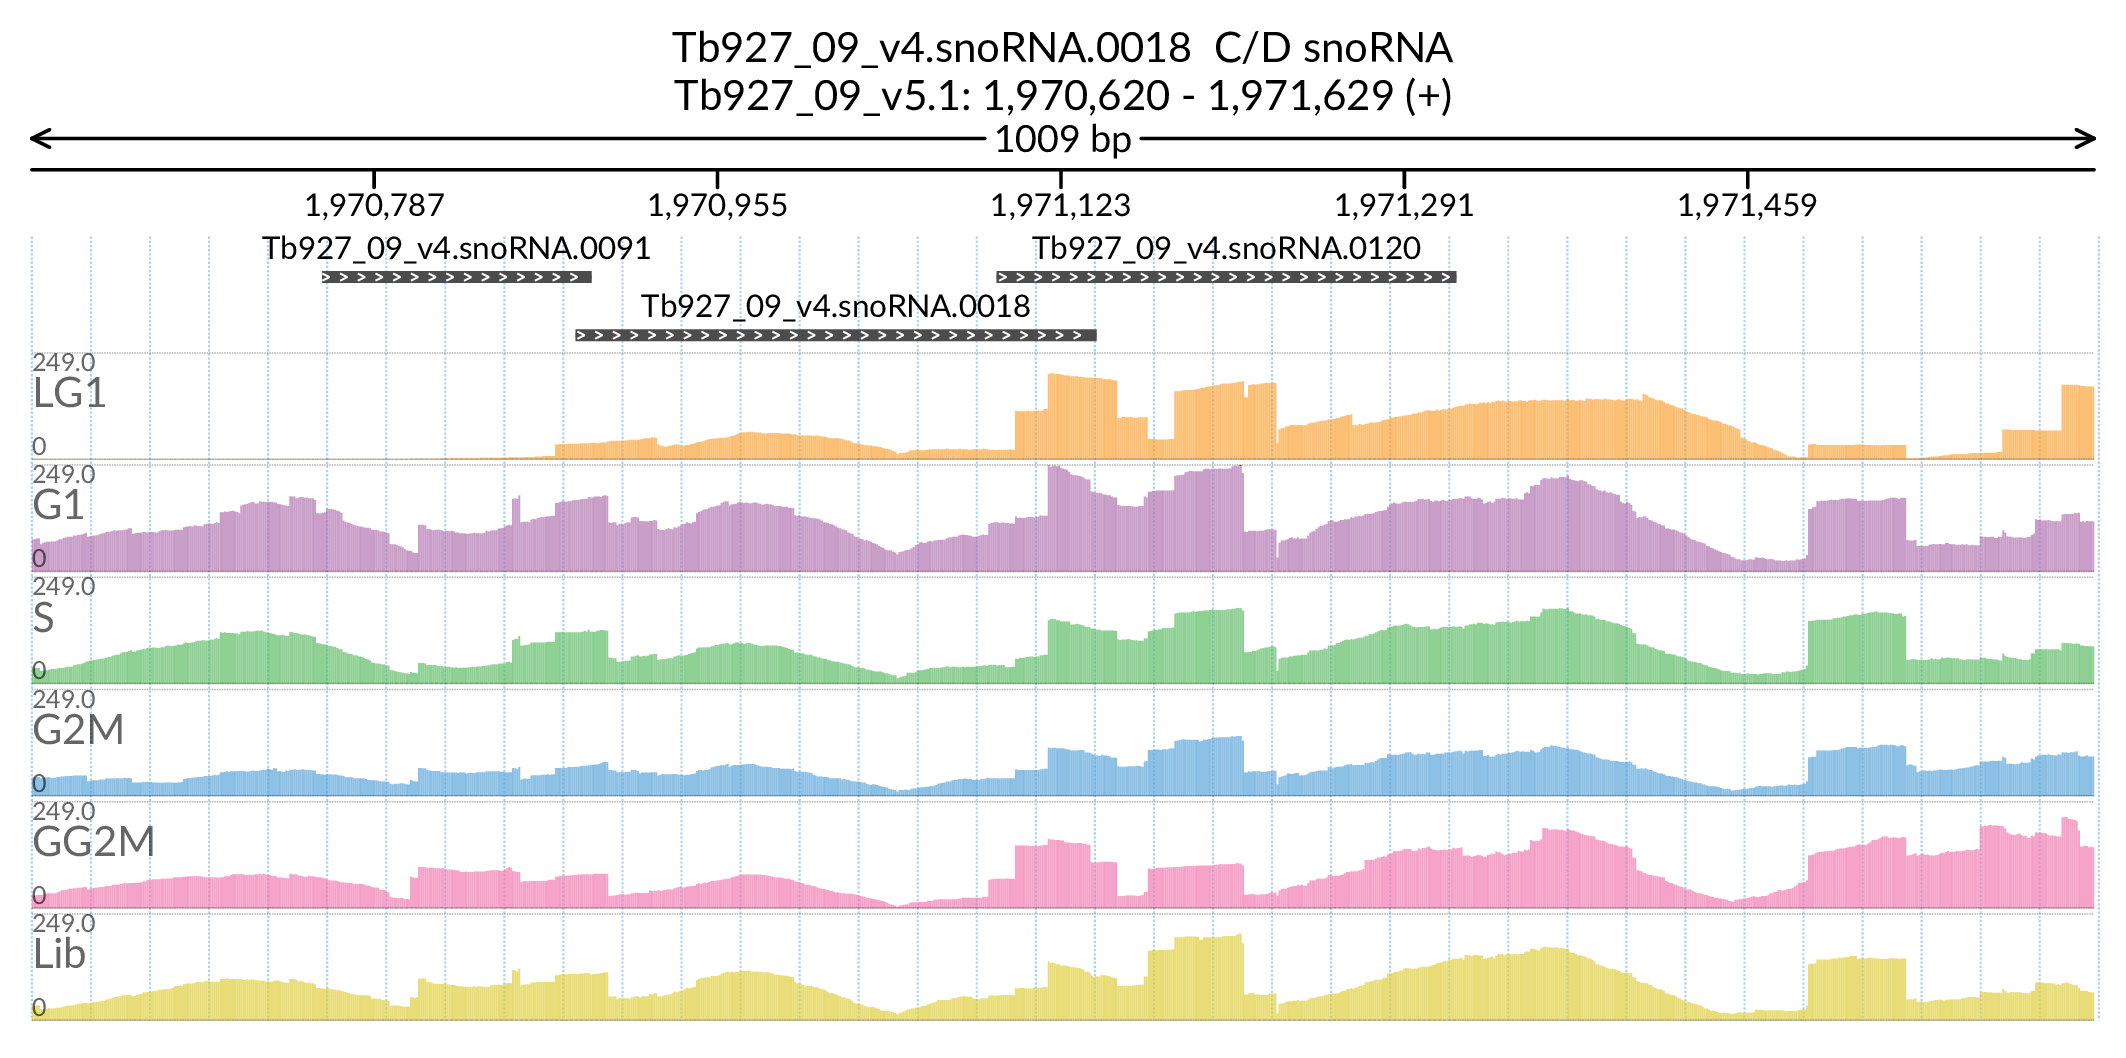 Tb927_09_v4.snoRNA.0018  C/D snoRNA
Tb927_09_v5.1: 1,970,620 - 1,971,629 (+)
1009 bp
1,970,787 1,970,955 1,971,123 1,971,291 1,971,459
Tb927_09_v4.snoRNA.0091 Tb927_09_v4.snoRNA.0120
Tb927_09_v4.snoRNA.0018
249.0
LG1
0
249.0
G1
0
249.0
S
0
249.0
G2M
0
249.0
GG2M
0
249.0
Lib
0